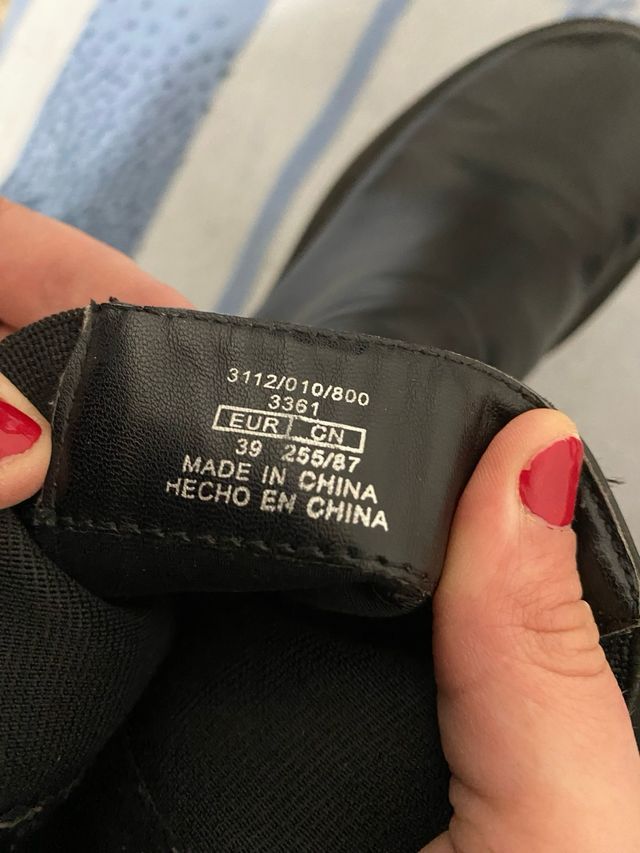 3112/010/800
3361
EUR CN
39 255/87
MADE IN CHINA
HECHO EN CHINA